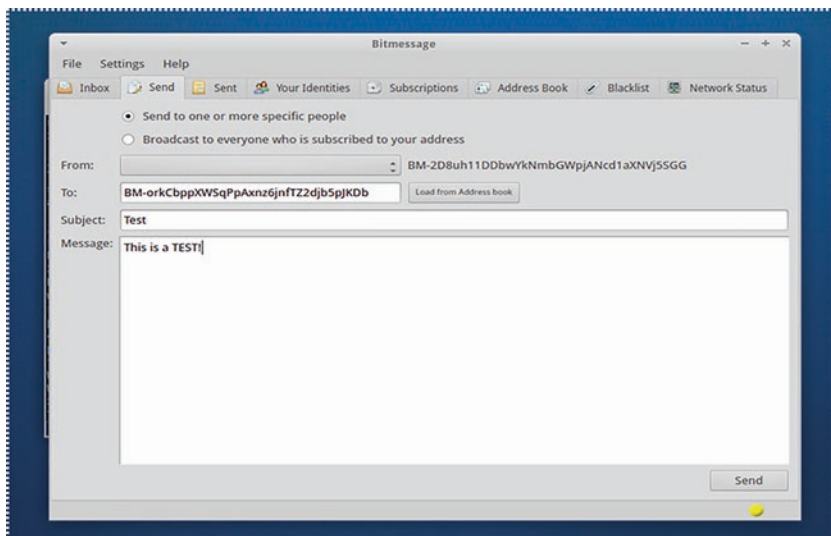 Bitmessage
File Settings Help
Inbox Send Sent Your Identities Subscriptions Address Book Blacklist Network Status
Send to one or more specific people
Broadcast to everyone who is subscribed to your address
From: BM-2D8uh11DDbwYkNmbGWpjANcd1aXNVj5SGG
To: BM-orkCbppXWSqPpAxnz6jnfTZ2djb5pJKDb Load from Address book
Subject: Test
Message: This is a TEST!
Send